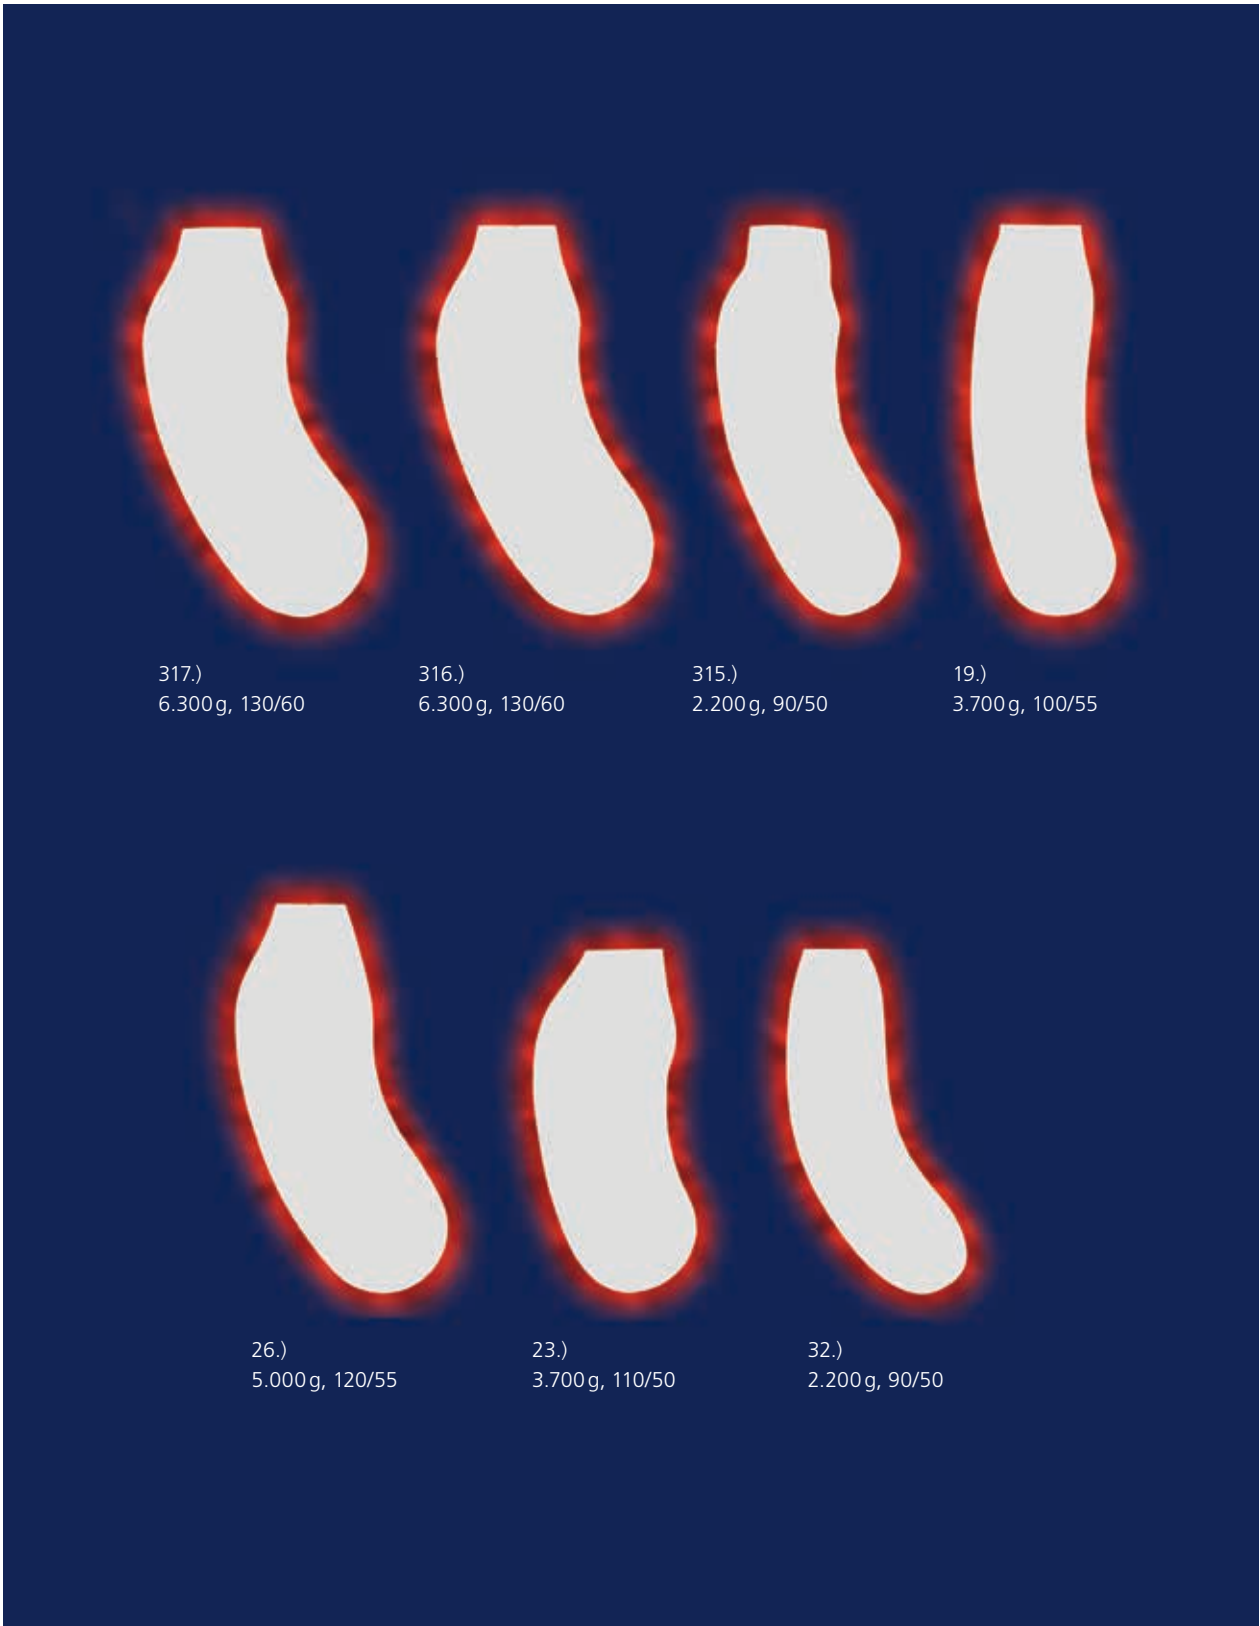 317.)
6.300 g, 130/60
316.)
6.300 g, 130/60
315.)
2.200 g, 90/50
19.)
3.700 g, 100/55
26.)
5.000 g, 120/55
23.)
3.700 g, 110/50
32.)
2.200 g, 90/50